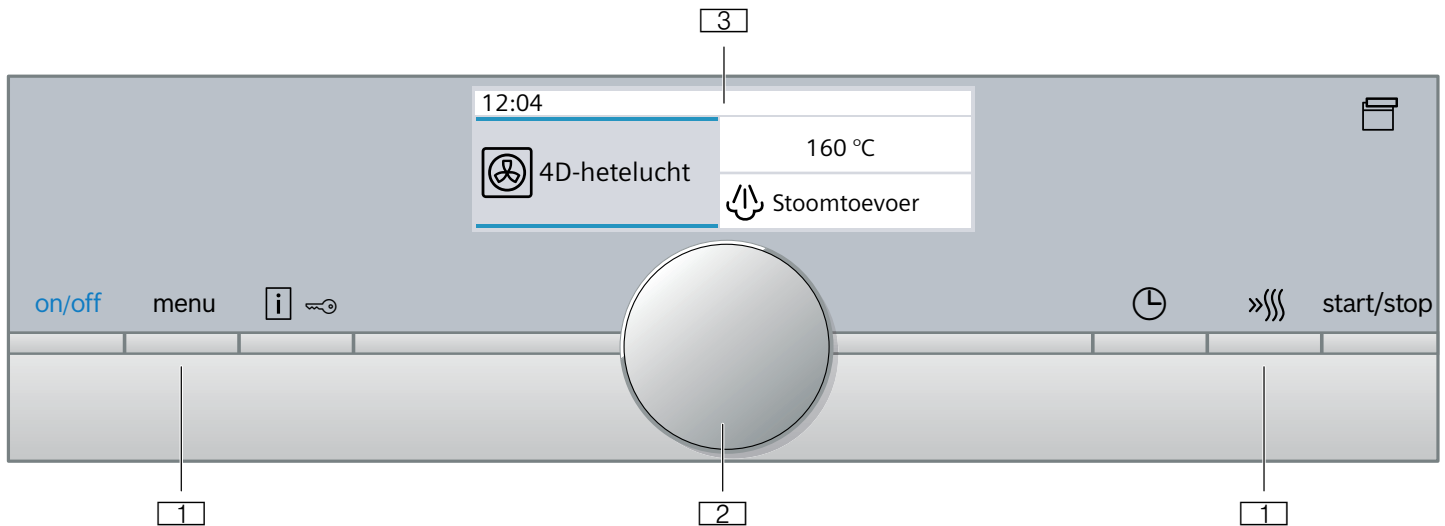 3
12:04
4D-hetelucht
160 °C
Stoomtoevoer
on/off menu i start/stop
1 2 1